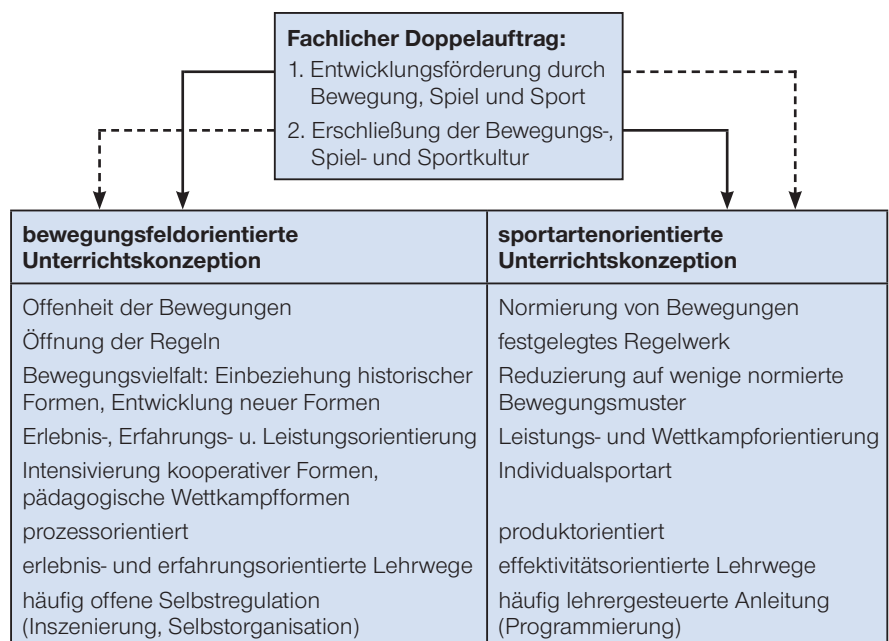 Fachlicher Doppelauftrag:
1. Entwicklungsförderung durch
Bewegung, Spiel und Sport
2. Erschließung der Bewegungs-,
Spiel- und Sportkultur
bewegungsfeldorientierte
Unterrichtskonzeption
Offenheit der Bewegungen
Öffnung der Regeln
Bewegungsvielfalt: Einbeziehung historischer
Formen, Entwicklung neuer Formen
Erlebnis-, Erfahrungs- u. Leistungsorientierung
Intensivierung kooperativer Formen,
pädagogische Wettkampfformen
prozessorientiert
erlebnis- und erfahrungsorientierte Lehrwege
häufig offene Selbstregulation
(Inszenierung, Selbstorganisation)
sportartenorientierte
Unterrichtskonzeption
Normierung von Bewegungen
festgelegtes Regelwerk
Reduzierung auf wenige normierte
Bewegungsmuster
Leistungs- und Wettkampforientierung
Individualsportart
produktorientiert
effektivitätsorientierte Lehrwege
häufig lehrergesteuerte Anleitung
(Programmierung)